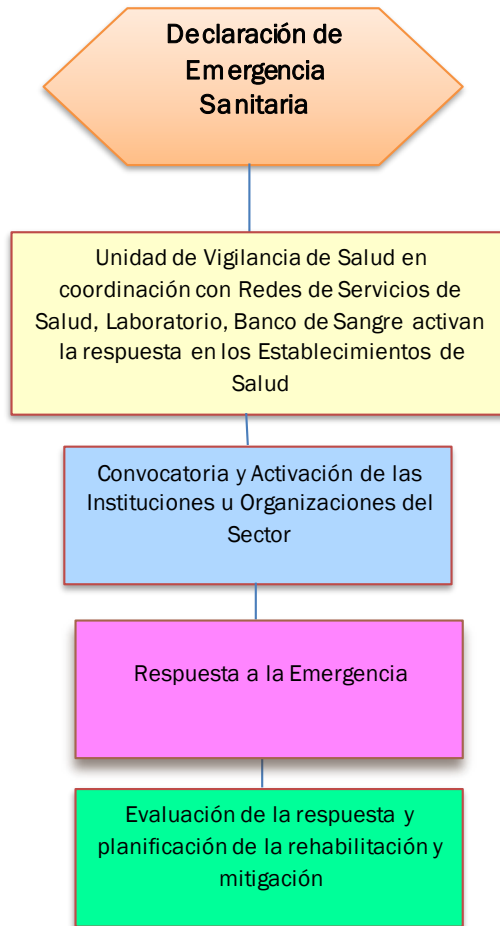 Declaración de
Emergencia
Sanitaria
Unidad de Vigilancia de Salud en
coordinación con Redes de Servicios de
Salud, Laboratorio, Banco de Sangre activan
la respuesta en los Establecimientos de
Salud
Convocatoria y Activación de las
Instituciones u Organizaciones del
Sector
Respuesta a la Emergencia
Evaluación de la respuesta y
planificación de la rehabilitación y
mitigación